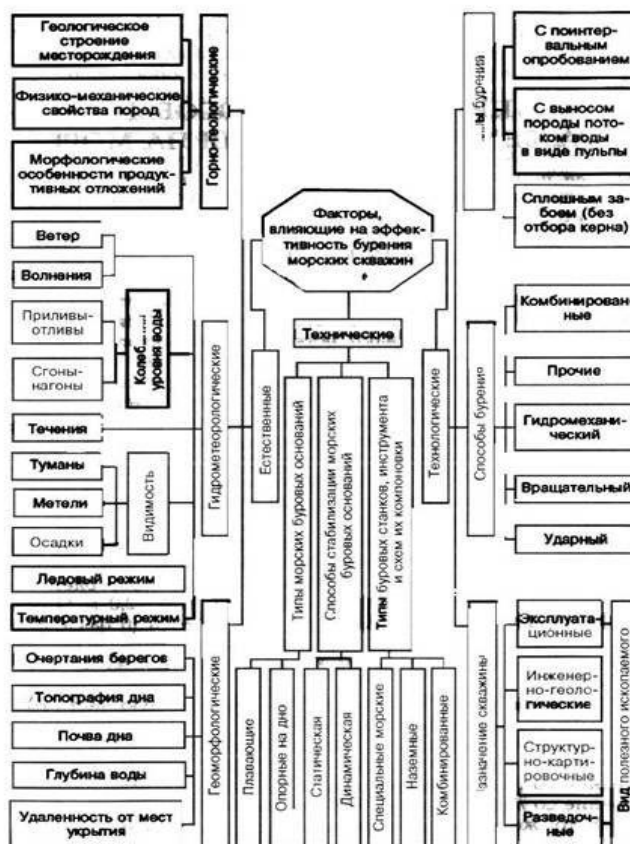 Геологическое
строение
месторождения
Физико-механические
свойства пород
Морфологические
особенности продук-
тивных отложений
Горно-геологические
Ветер
Волнения
Приливы-
отливы
Сгоны-
нагоны
уровня воды
Течения
Туманы
Метели
Осадки
Видимость
Ледовый режим
Температурный режим
Гидрометеорологические
Очертания берегов
Топография дна
Почва дна
Глубина воды
Удаленность от мест
укрытия
Геоморфологические
Естественные
Факторы,
влияющие на эффек-
тивность бурения
морских скважин
Технические
Типы морских буровых оснований
Способы стабилизации морских
буровых оснований
Типы буровых станков, инструмента
и схем их компоновки
Плавающие
Опорные на дно
Статическая
Динамическая
Специальные морские
Наземные
Комбинированные
Технологические
бурения
С поинтер-
вальным
опробованием
С выносом
породы пото-
ком воды
в виде пульпы
Сплошным за-
боем (без
отбора керна)
Способы бурения
Комбинирован-
ные
Прочие
Гидромехани-
ческий
Вращательный
Ударный
скважины
Эксплуата-
ционные
Инженер-
но-геоло-
гические
Структур-
но-карти-
ровочные
Разведоч-
ные
Вид полезного ископаемого